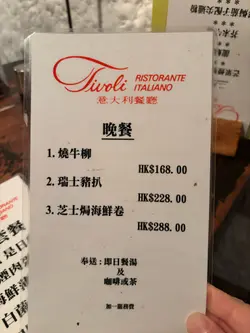 Tivoli RISTORANTE
ITALIANO
意大利餐廳
晚餐
1. 燒牛柳
HK$168.00
2. 瑞士豬扒
HK$228.00
3. 芝士焗海鮮卷
HK$288.00
奉送：即日餐湯
及
咖啡或茶
加一服務費